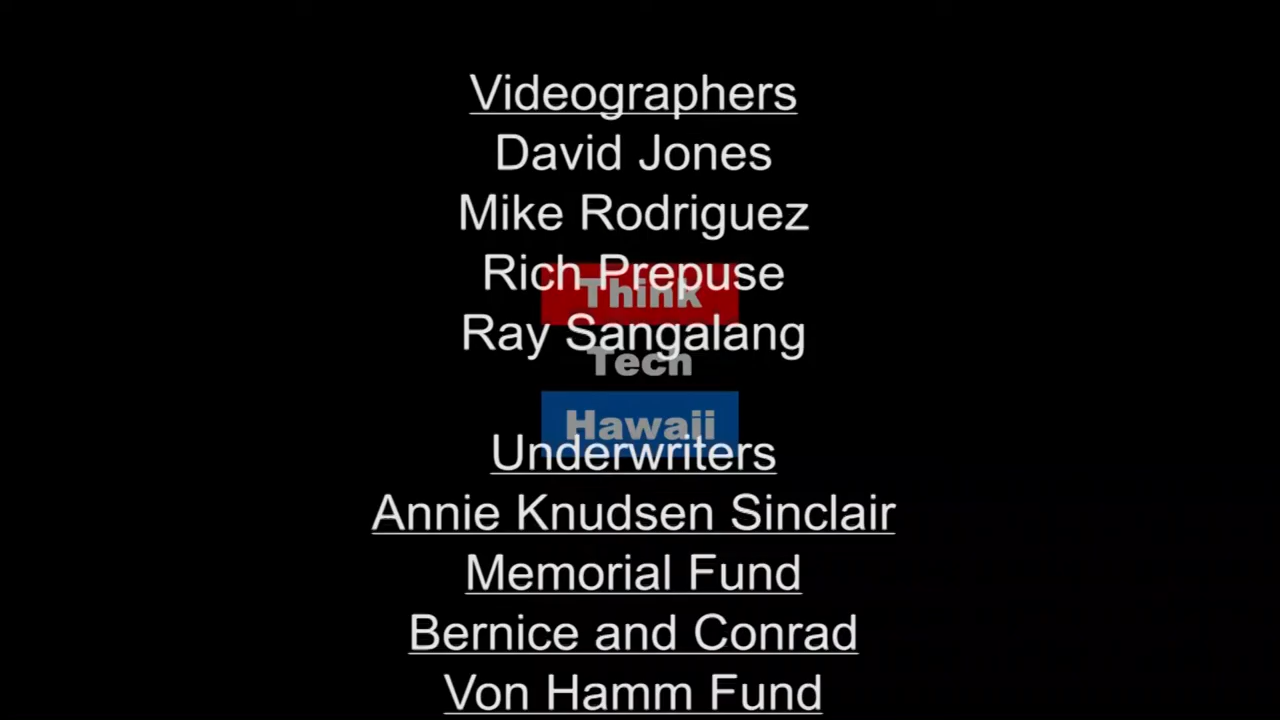 Videographers
David Jones
Mike Rodriguez
Rich Prepuse
Think
Ray Sangalang
Tech
Hawaii
Underwriters
Annie Knudsen Sinclair
Memorial Fund
Bernice and Conrad
Von Hamm Fund